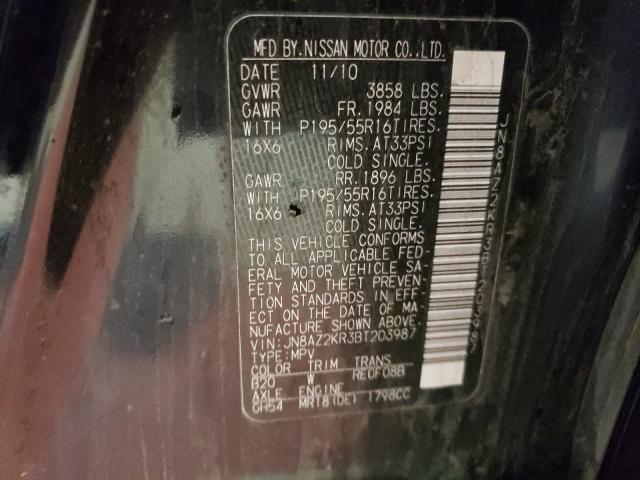 MFD BY.NISSAN MOTOR CO.,LTD.
DATE 11/10
GVWR 3858 LBS.
GAWR FR.1984 LBS.
WITH P195/55R16TIRES.
16X6 RIMS.AT33PSI
COLD SINGLE.
GAWR RR.1896 LBS.
WITH P195/55R16TIRES.
16X6 RIMS.AT33PSI
COLD SINGLE.
THIS VEHICLE CONFORMS
TO ALL APPLICABLE FED-
ERAL MOTOR VEHICLE SA-
FETY AND THEFT PREVEN-
TION STANDARDS IN EFF-
ECT ON THE DATE OF MA-
NUFACTURE SHOWN ABOVE.
VIN:JN8AZ2KR3BT203987
TYPE:MPV
COLOR TRIM TRANS
B20 W RE0F08B
AXLE ENGINE
GH54 MR18(DE) 1798CC
JN8AZ2KR3BT203987